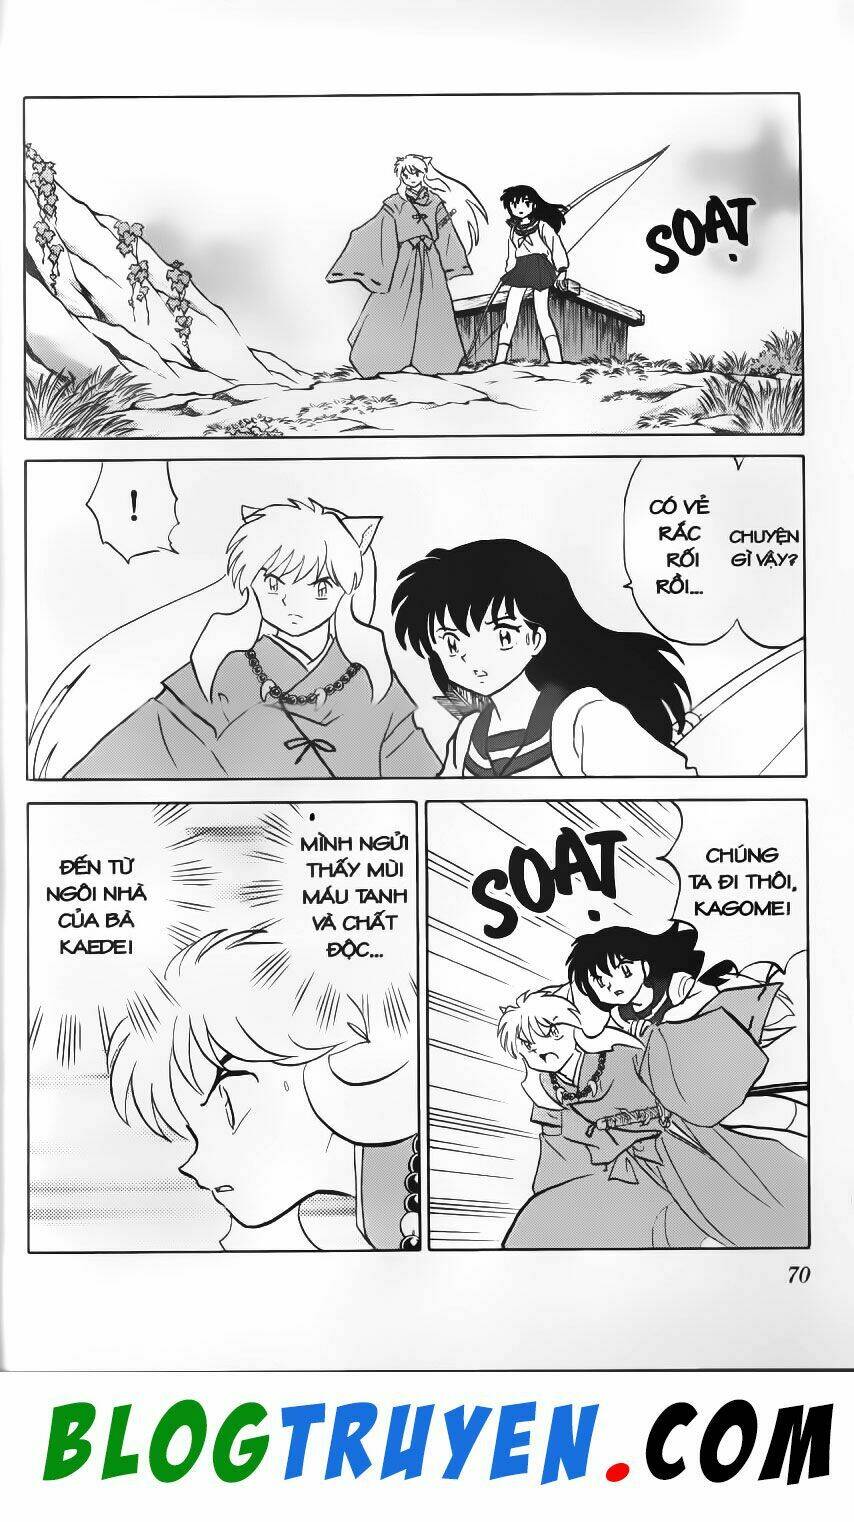 SOẠT
CHUYỆN
GÌ VẬY?
CÓ VẺ
RẮC
RỐI
RỒI...
!
CHÚNG
TA ĐI THÔI,
KAGOME!
SOẠT
MÌNH NGỬI
THẤY MÙI
MÁU TANH
VÀ CHẤT
ĐỘC...
ĐẾN TỪ
NGÔI NHÀ
CỦA BÀ
KAEDE!
70
BLOGTRUYEN.COM